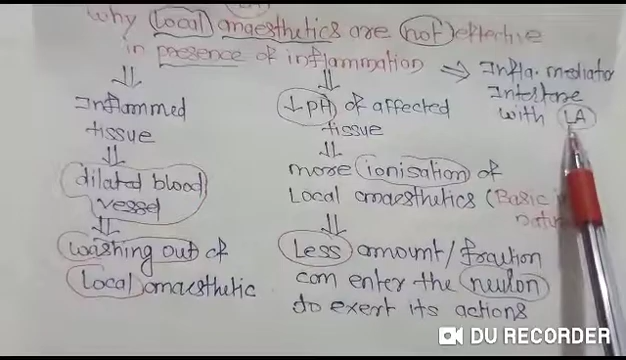 why local anaesthetics are not effective
in presence of inflammation => Infla. mediator
Interfere
with LA
Inflammed
tissue
dilated blood
vessel
washing out of
Local anaesthetic
↓ pH of affected
tissue
more ionisation of
Local anaesthetics (Basic in
nature
Less amount/fraction
can enter the neuron
to exert its actions
DU RECORDER